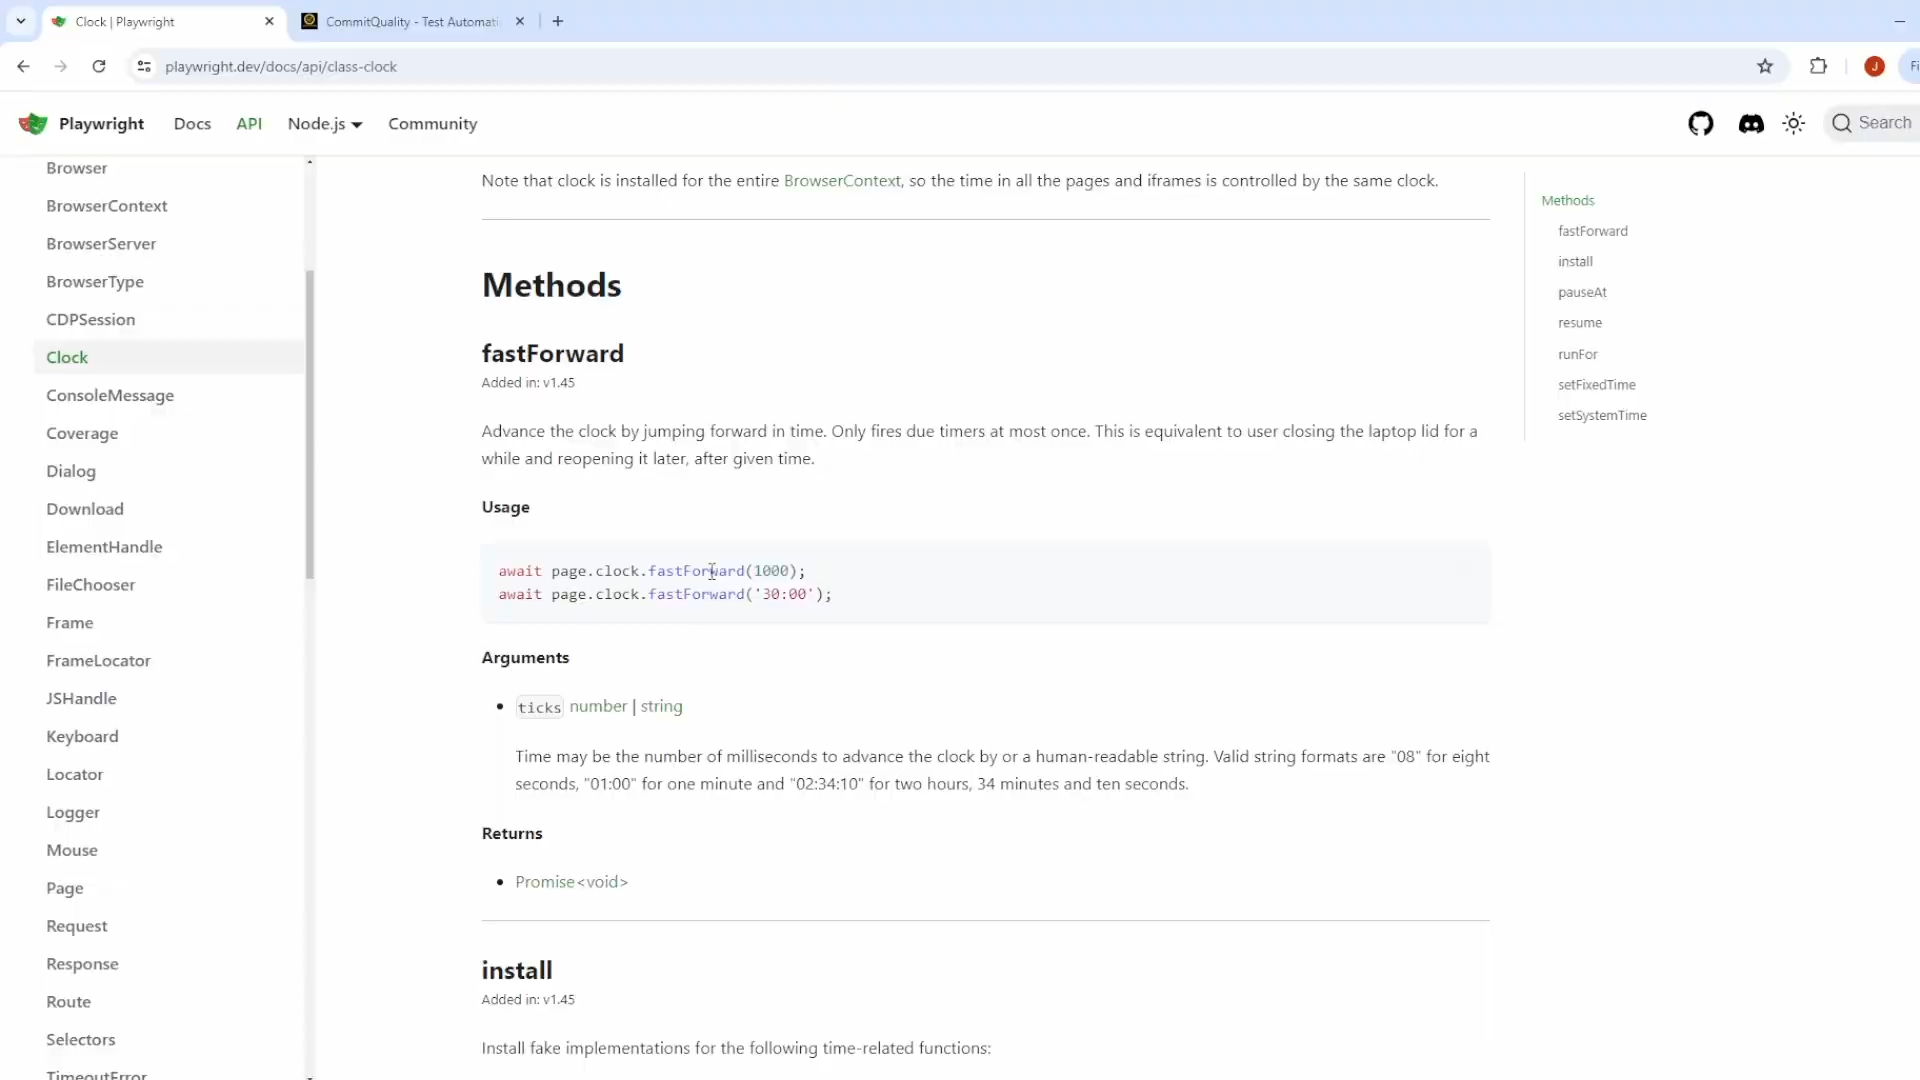 Clock | Playwright
CommitQuality - Test Automati
playwright.dev/docs/api/class-clock
J
Fi
Playwright
Docs
API
Node.js
Community
Search
Browser
BrowserContext
BrowserServer
BrowserType
CDPSession
Clock
ConsoleMessage
Coverage
Dialog
Download
ElementHandle
FileChooser
Frame
FrameLocator
JSHandle
Keyboard
Locator
Logger
Mouse
Page
Request
Response
Route
Selectors
TimeoutError
Note that clock is installed for the entire BrowserContext, so the time in all the pages and iframes is controlled by the same clock.
Methods
fastForward
Added in: v1.45
Advance the clock by jumping forward in time. Only fires due timers at most once. This is equivalent to user closing the laptop lid for a
while and reopening it later, after given time.
Usage
await page.clock.fastForward(1000);
await page.clock.fastForward('30:00');
Arguments
• ticks number | string
Time may be the number of milliseconds to advance the clock by or a human-readable string. Valid string formats are "08" for eight
seconds, "01:00" for one minute and "02:34:10" for two hours, 34 minutes and ten seconds.
Returns
• Promise<void>
install
Added in: v1.45
Install fake implementations for the following time-related functions:
Methods
fastForward
install
pauseAt
resume
runFor
setFixedTime
setSystemTime